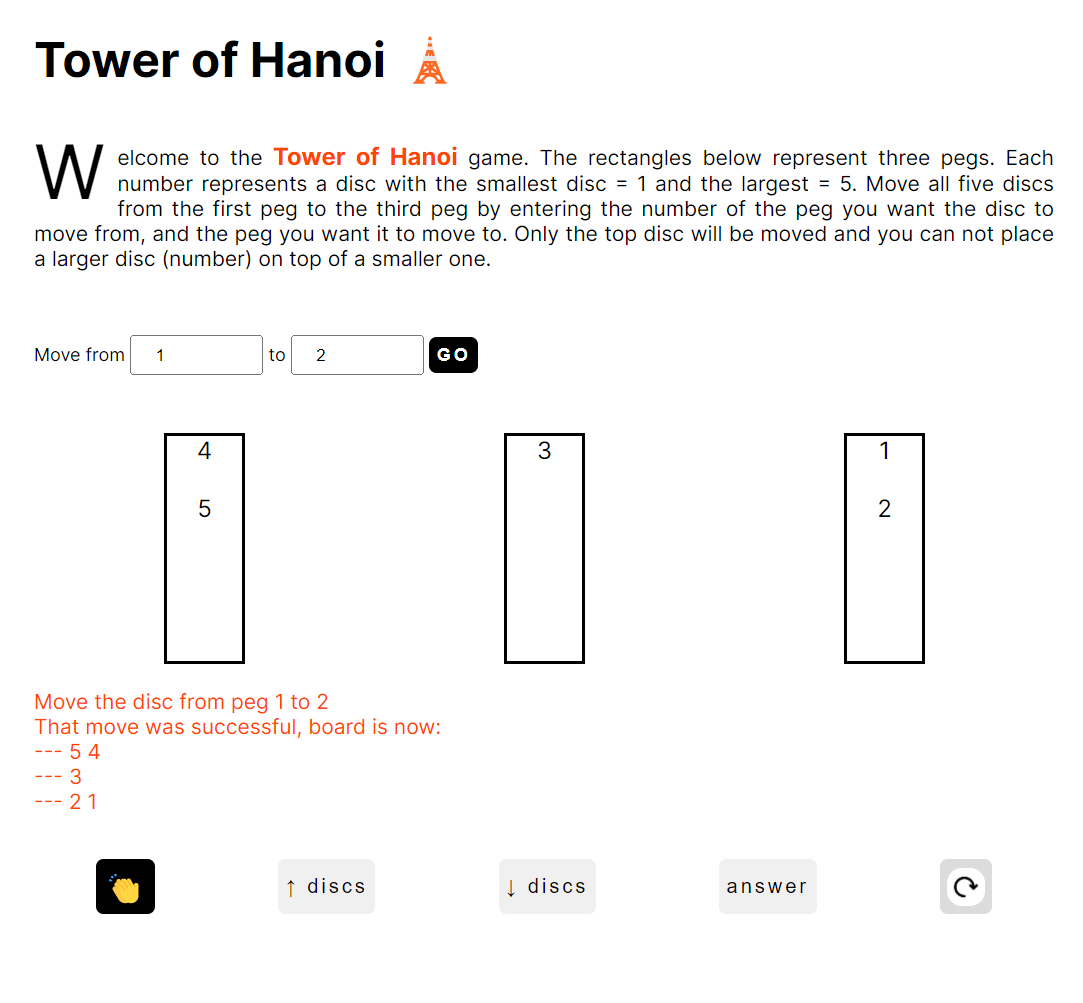 Tower of Hanoi
Welcome to the Tower of Hanoi game. The rectangles below represent three pegs. Each
number represents a disc with the smallest disc = 1 and the largest = 5. Move all five discs
from the first peg to the third peg by entering the number of the peg you want the disc to
move from, and the peg you want it to move to. Only the top disc will be moved and you can not place
a larger disc (number) on top of a smaller one.
Move from 1 to 2 GO
4 3 1
5 2
Move the disc from peg 1 to 2
That move was successful, board is now:
--- 5 4
--- 3
--- 2 1
↑ discs ↓ discs answer